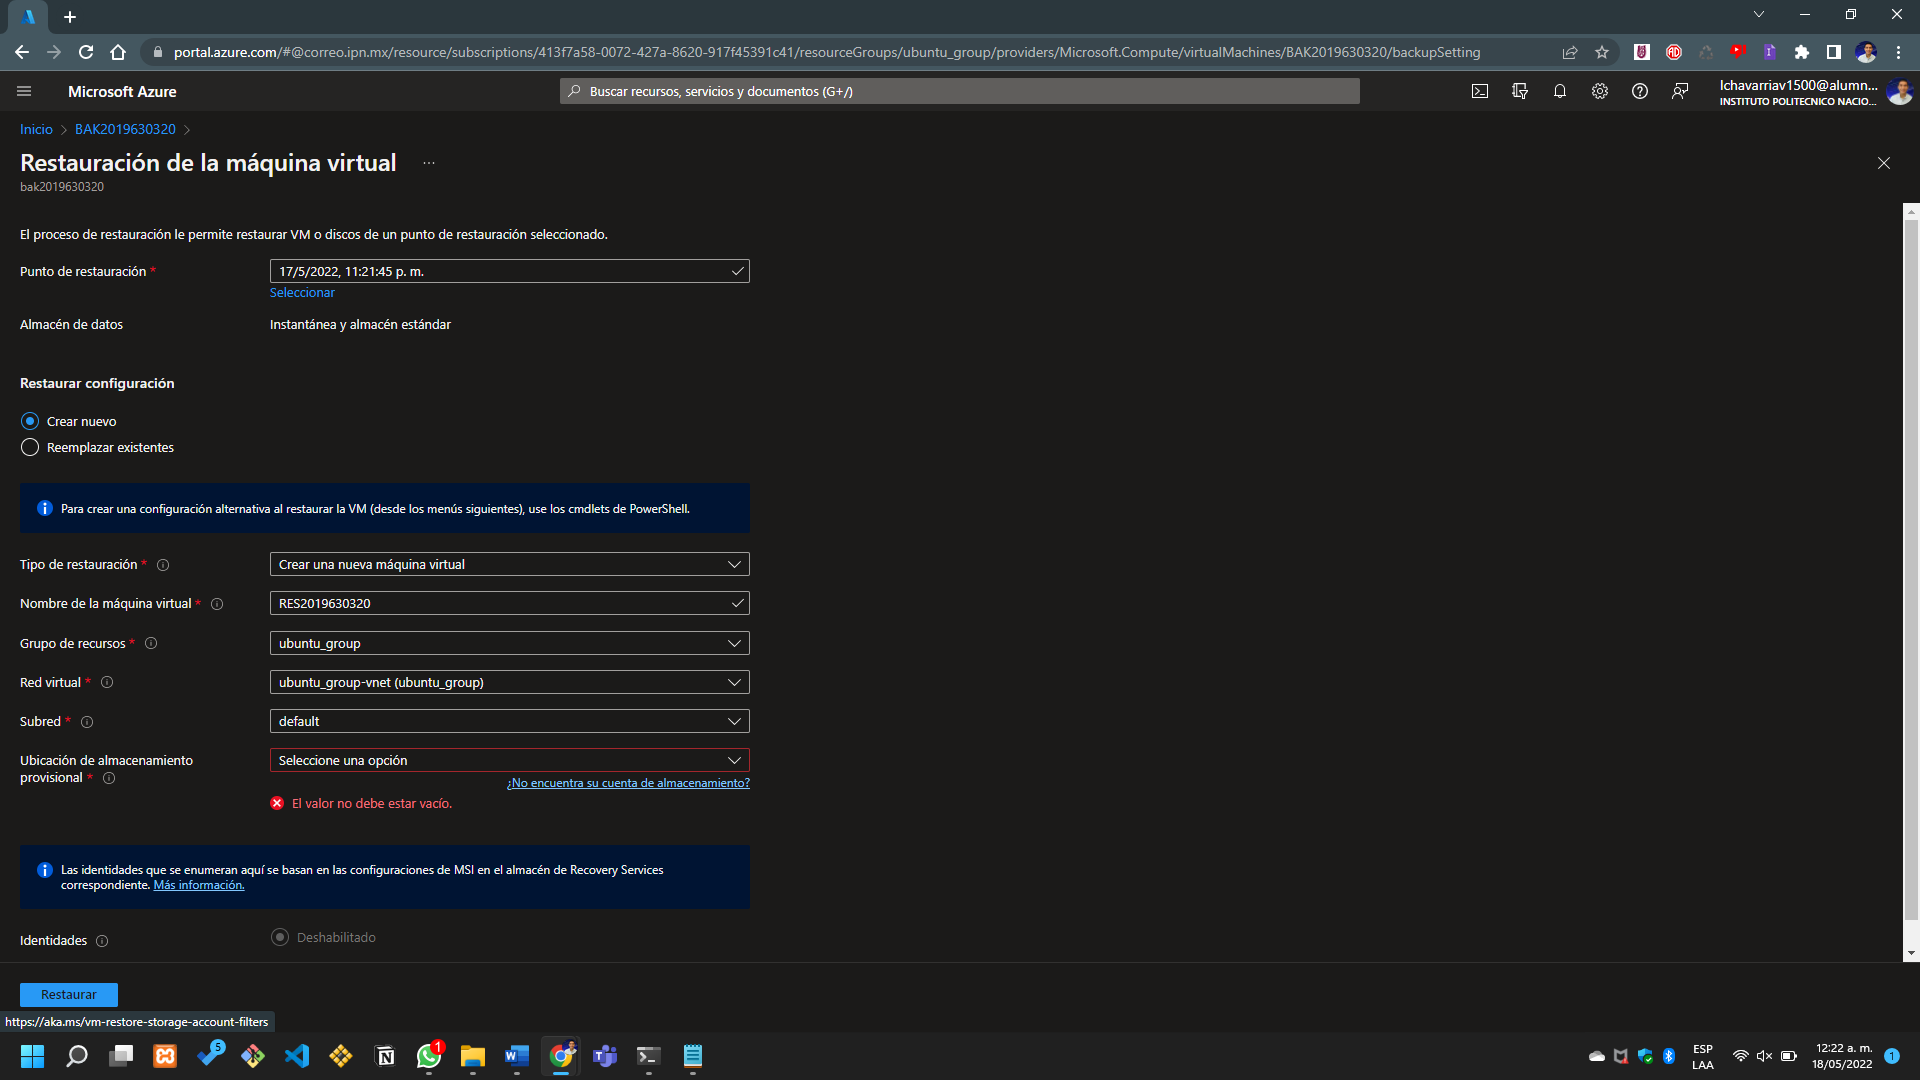 portal.azure.com/#@correo.ipn.mx/resource/subscriptions/413f7a58-0072-427a-8620-917f45391c41/resourceGroups/ubuntu_group/providers/Microsoft.Compute/virtualMachines/BAK2019630320/backupSetting
Microsoft Azure
Buscar recursos, servicios y documentos (G+/)
lchavarriav1500@alumn...
INSTITUTO POLITECNICO NACIO...
Inicio > BAK2019630320 >
Restauración de la máquina virtual ...
bak2019630320
El proceso de restauración le permite restaurar VM o discos de un punto de restauración seleccionado.
Punto de restauración * 17/5/2022, 11:21:45 p. m.
Seleccionar
Almacén de datos Instantánea y almacén estándar
Restaurar configuración
Crear nuevo
Reemplazar existentes
Para crear una configuración alternativa al restaurar la VM (desde los menús siguientes), use los cmdlets de PowerShell.
Tipo de restauración * Crear una nueva máquina virtual
Nombre de la máquina virtual * RES2019630320
Grupo de recursos * ubuntu_group
Red virtual * ubuntu_group-vnet (ubuntu_group)
Subred * default
Ubicación de almacenamiento
provisional * Seleccione una opción
¿No encuentra su cuenta de almacenamiento?
El valor no debe estar vacío.
Las identidades que se enumeran aquí se basan en las configuraciones de MSI en el almacén de Recovery Services
correspondiente. Más información.
Identidades Deshabilitado
Restaurar
https://aka.ms/vm-restore-storage-account-filters
5
1
ESP
LAA
12:22 a. m.
18/05/2022
1